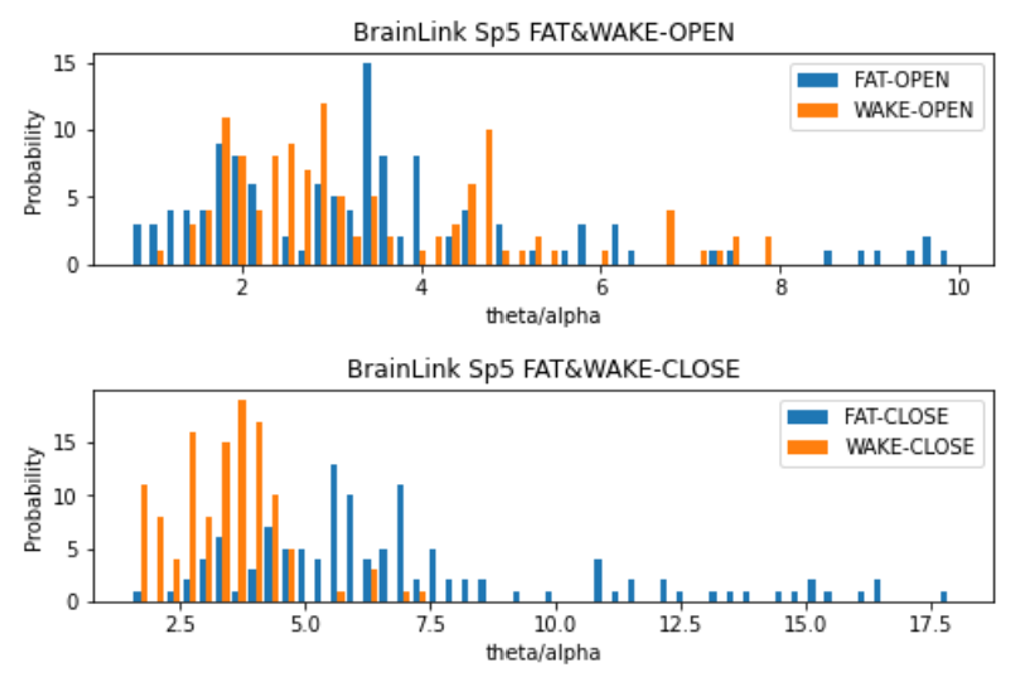 BrainLink Sp5 FAT&WAKE-OPEN
15
10
5
0
Probability
FAT-OPEN
WAKE-OPEN
2 4 6 8 10
theta/alpha
BrainLink Sp5 FAT&WAKE-CLOSE
15
10
5
0
Probability
FAT-CLOSE
WAKE-CLOSE
2.5 5.0 7.5 10.0 12.5 15.0 17.5
theta/alpha